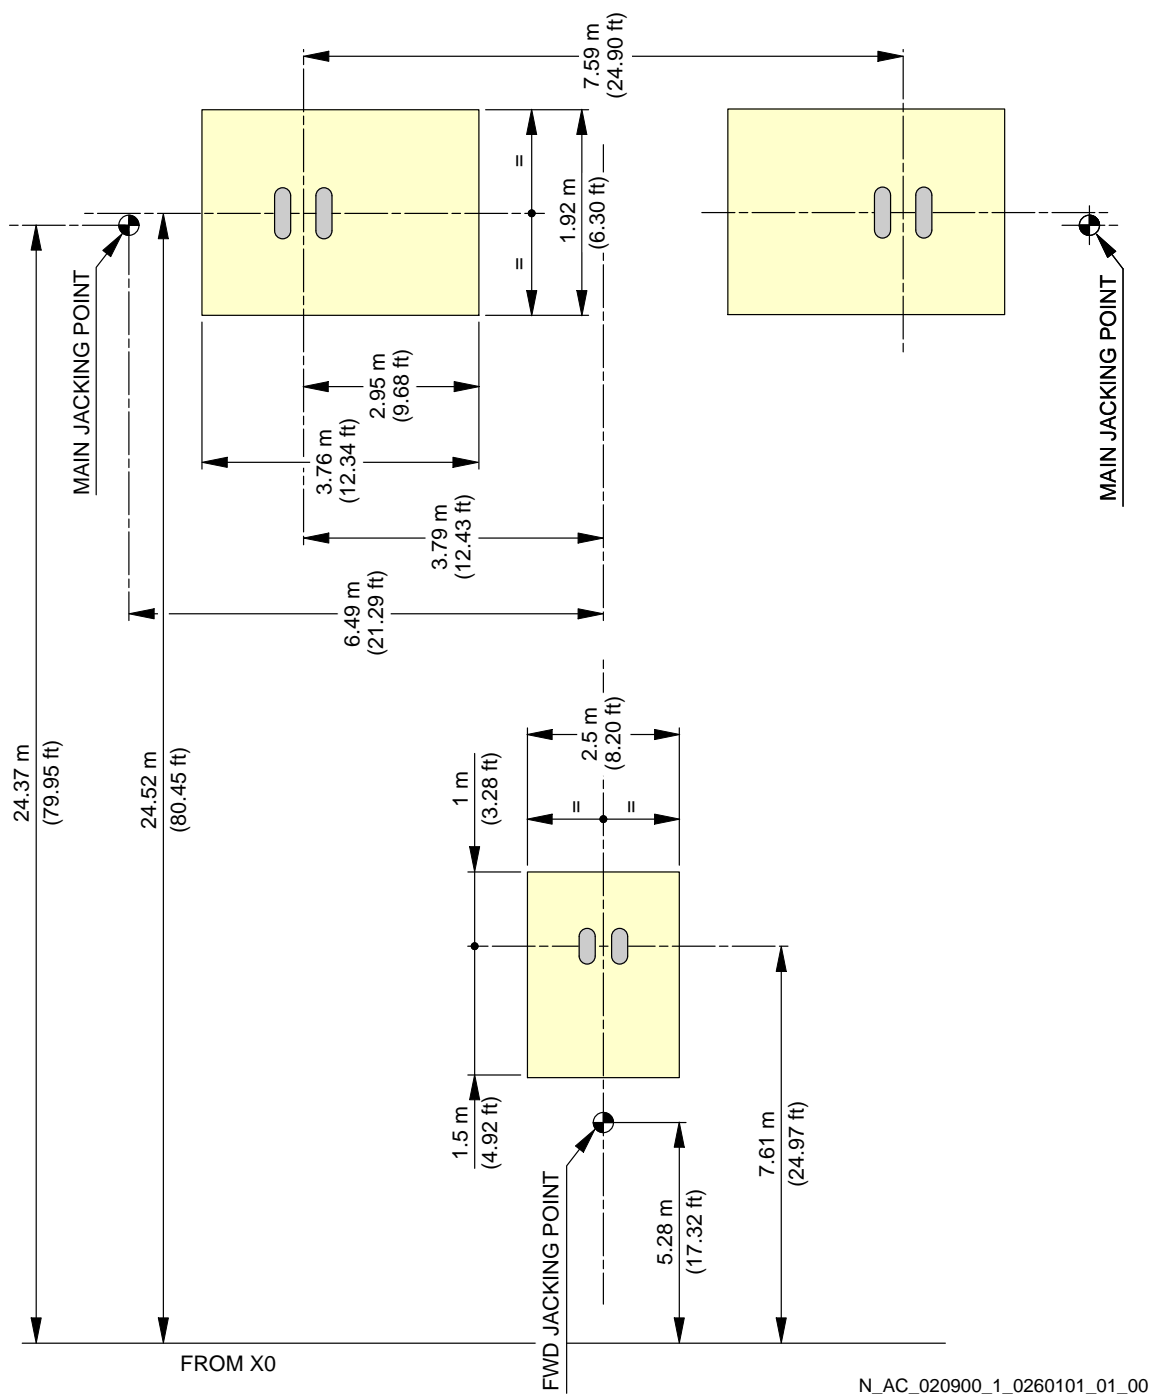 7.59 m
(24.90 ft)
=
=
1.92 m
(6.30 ft)
MAIN JACKING POINT
MAIN JACKING POINT
2.95 m
(9.68 ft)
3.76 m
(12.34 ft)
3.79 m
(12.43 ft)
6.49 m
(21.29 ft)
24.37 m
(79.95 ft)
24.52 m
(80.45 ft)
2.5 m
(8.20 ft)
1 m
(3.28 ft)
=
=
1.5 m
(4.92 ft)
7.61 m
(24.97 ft)
5.28 m
(17.32 ft)
FWD JACKING POINT
FROM X0
N_AC_020900_1_0260101_01_00